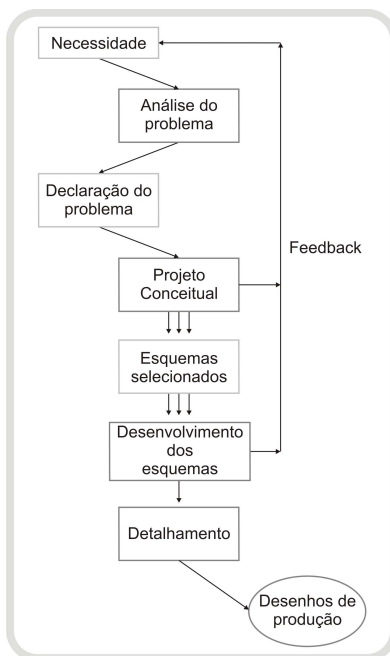 Necessidade
Análise do
problema
Declaração do
problema
Feedback
Projeto
Conceitual
Esquemas
selecionados
Desenvolvimento
dos
esquemas
Detalhamento
Desenhos de
produção